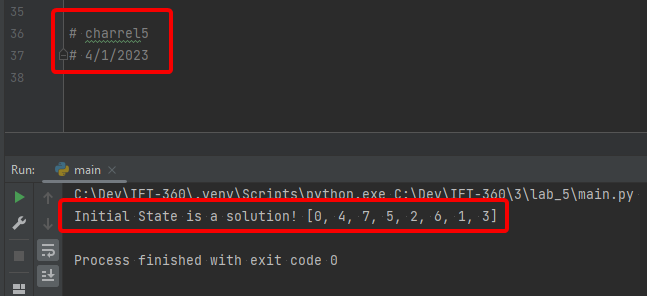 35
36 # charrel5
37 # 4/1/2023
38
Run: main ×
C:\Dev\IFT-360\.venv\Scripts\python.exe C:\Dev\IFT-360\3\lab_5\main.py
Initial State is a solution! [0, 4, 7, 5, 2, 6, 1, 3]
Process finished with exit code 0